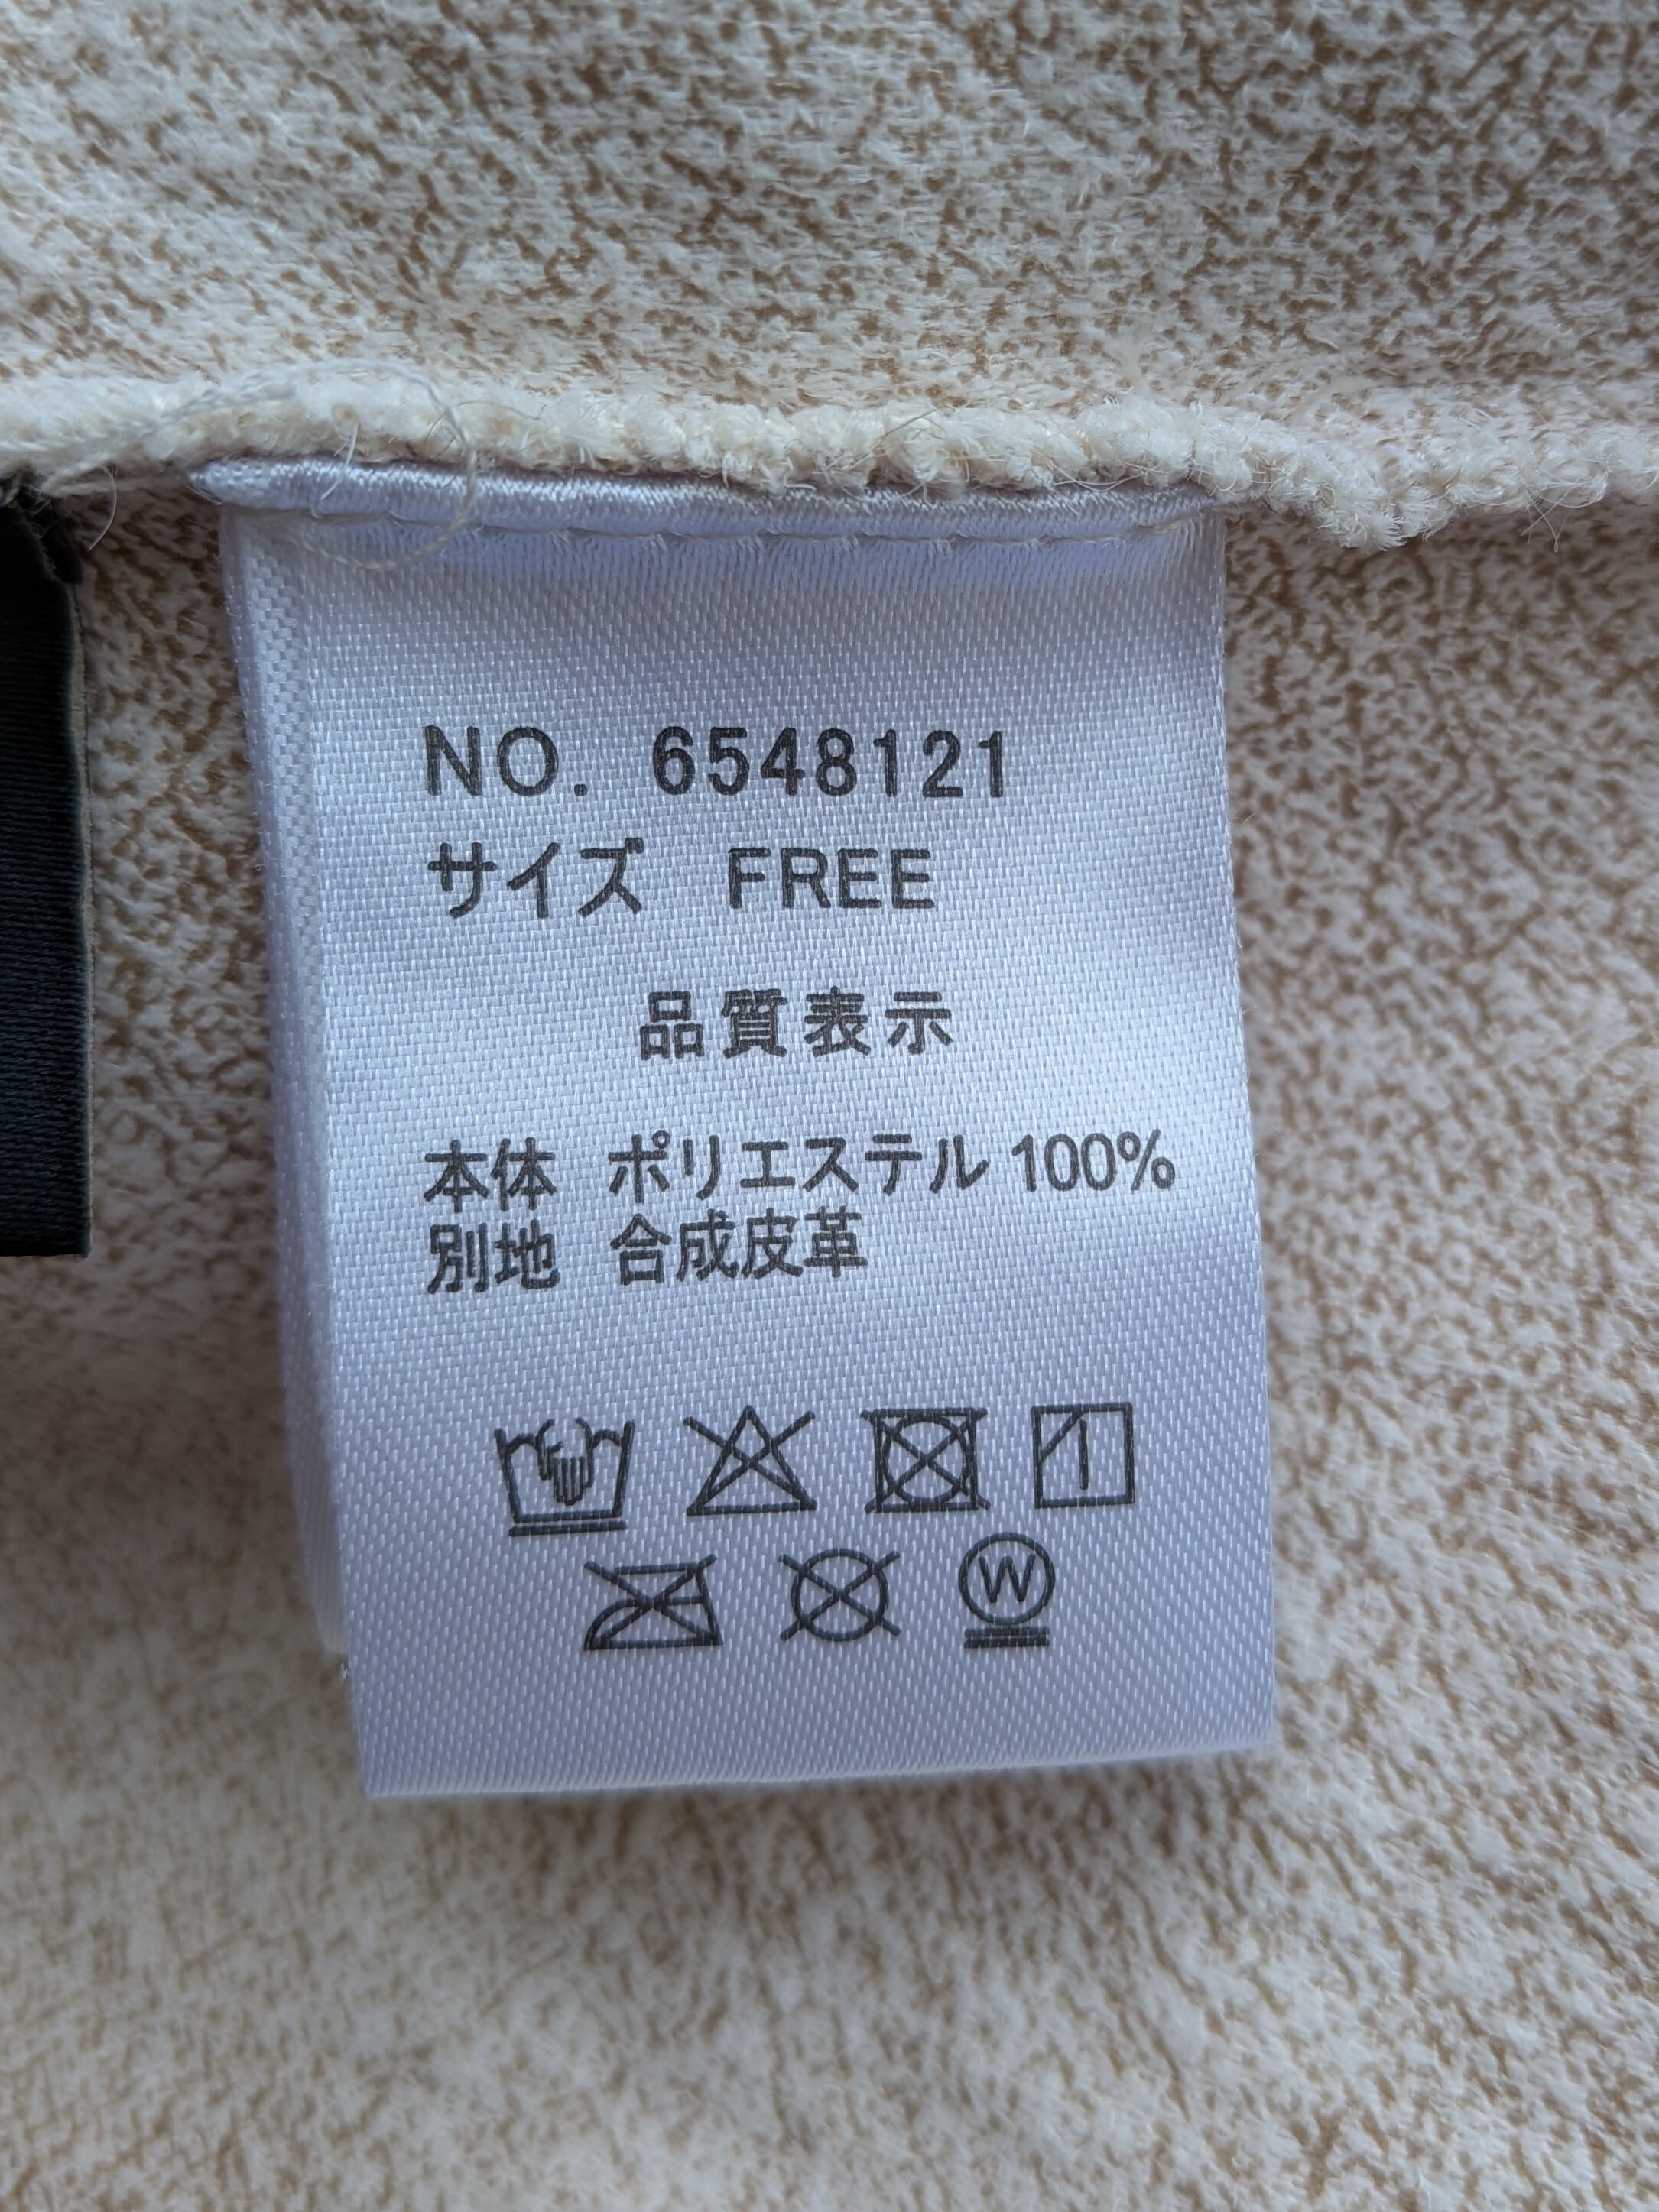 NO. 6548121
サイズ FREE
品質表示
本体 ポリエステル 100%
別地 合成皮革
W